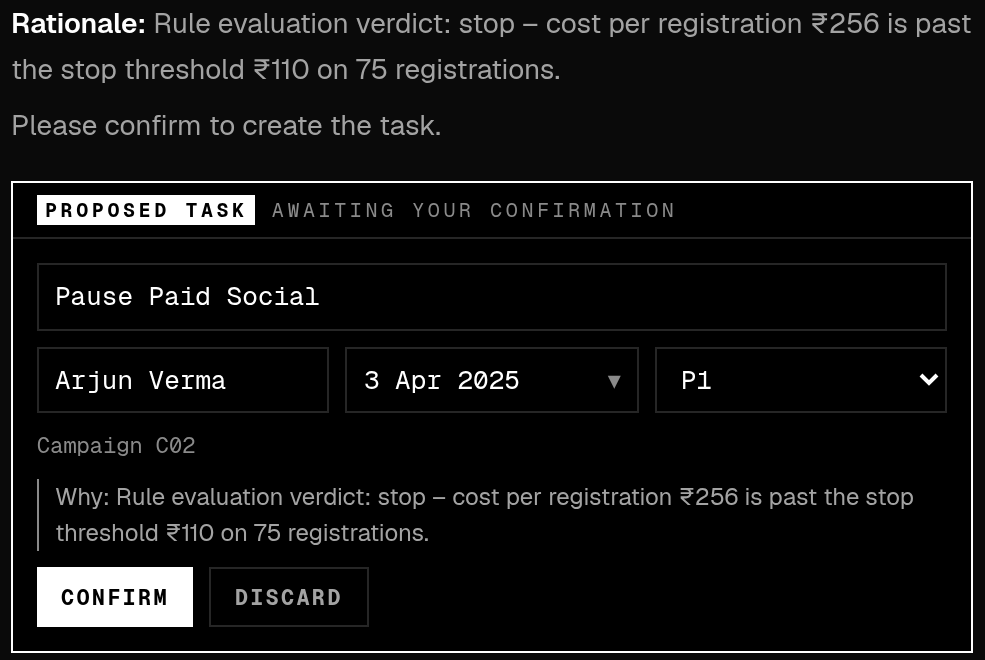 Rationale: Rule evaluation verdict: stop – cost per registration ₹256 is past
the stop threshold ₹110 on 75 registrations.
Please confirm to create the task.
PROPOSED TASK AWAITING YOUR CONFIRMATION
Pause Paid Social
Arjun Verma 3 Apr 2025 P1
Campaign C02
Why: Rule evaluation verdict: stop – cost per registration ₹256 is past the stop
threshold ₹110 on 75 registrations.
CONFIRM DISCARD